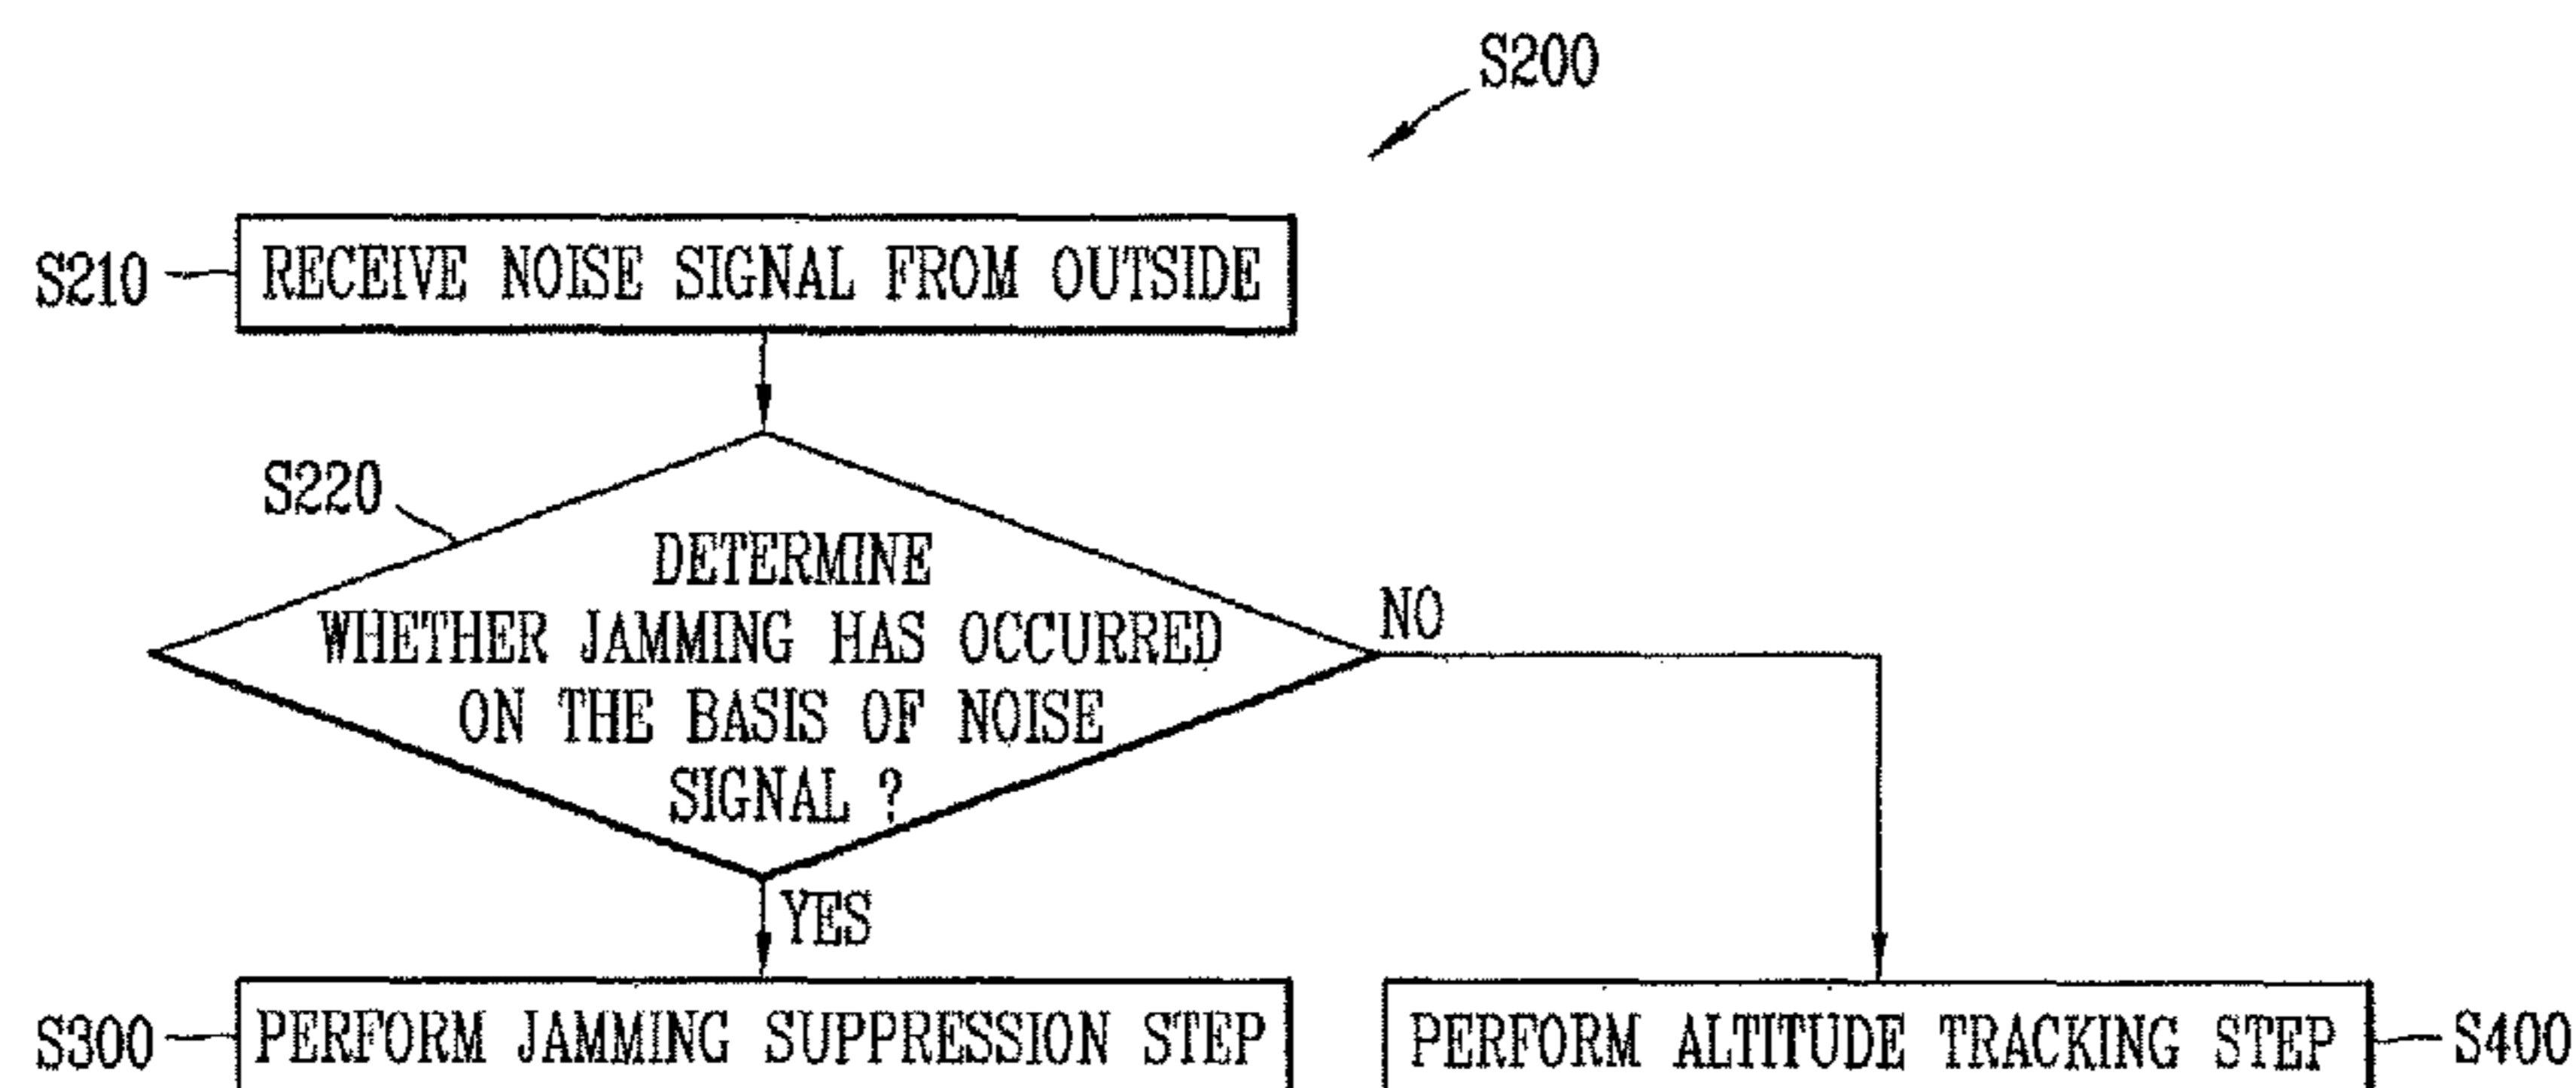 S200
S210
RECEIVE NOISE SIGNAL FROM OUTSIDE
S220
DETERMINE
WHETHER JAMMING HAS OCCURRED
ON THE BASIS OF NOISE
SIGNAL ?
NO
YES
S300
PERFORM JAMMING SUPPRESSION STEP
PERFORM ALTITUDE TRACKING STEP
S400